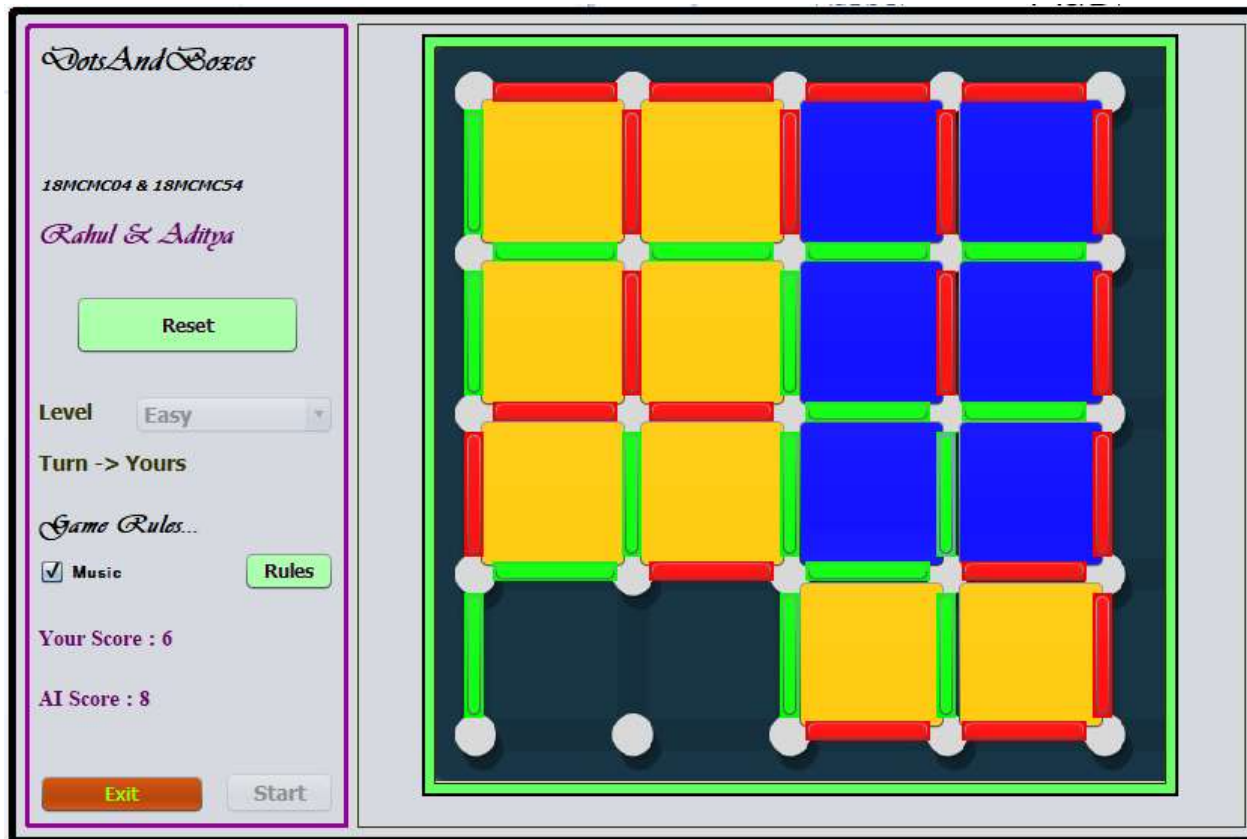 DotsAndBoxes
18MCMC04 & 18MCMC54
Rahul & Aditya
Reset
Level Easy
Turn -> Yours
Game Rules...
Music Rules
Your Score : 6
AI Score : 8
Exit Start